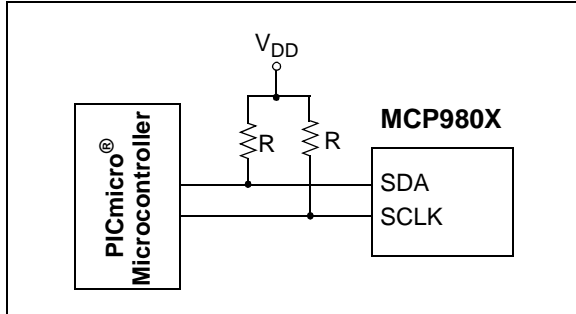 VDD
R
R
MCP980X
PICmicro®
Microcontroller
SDA
SCLK